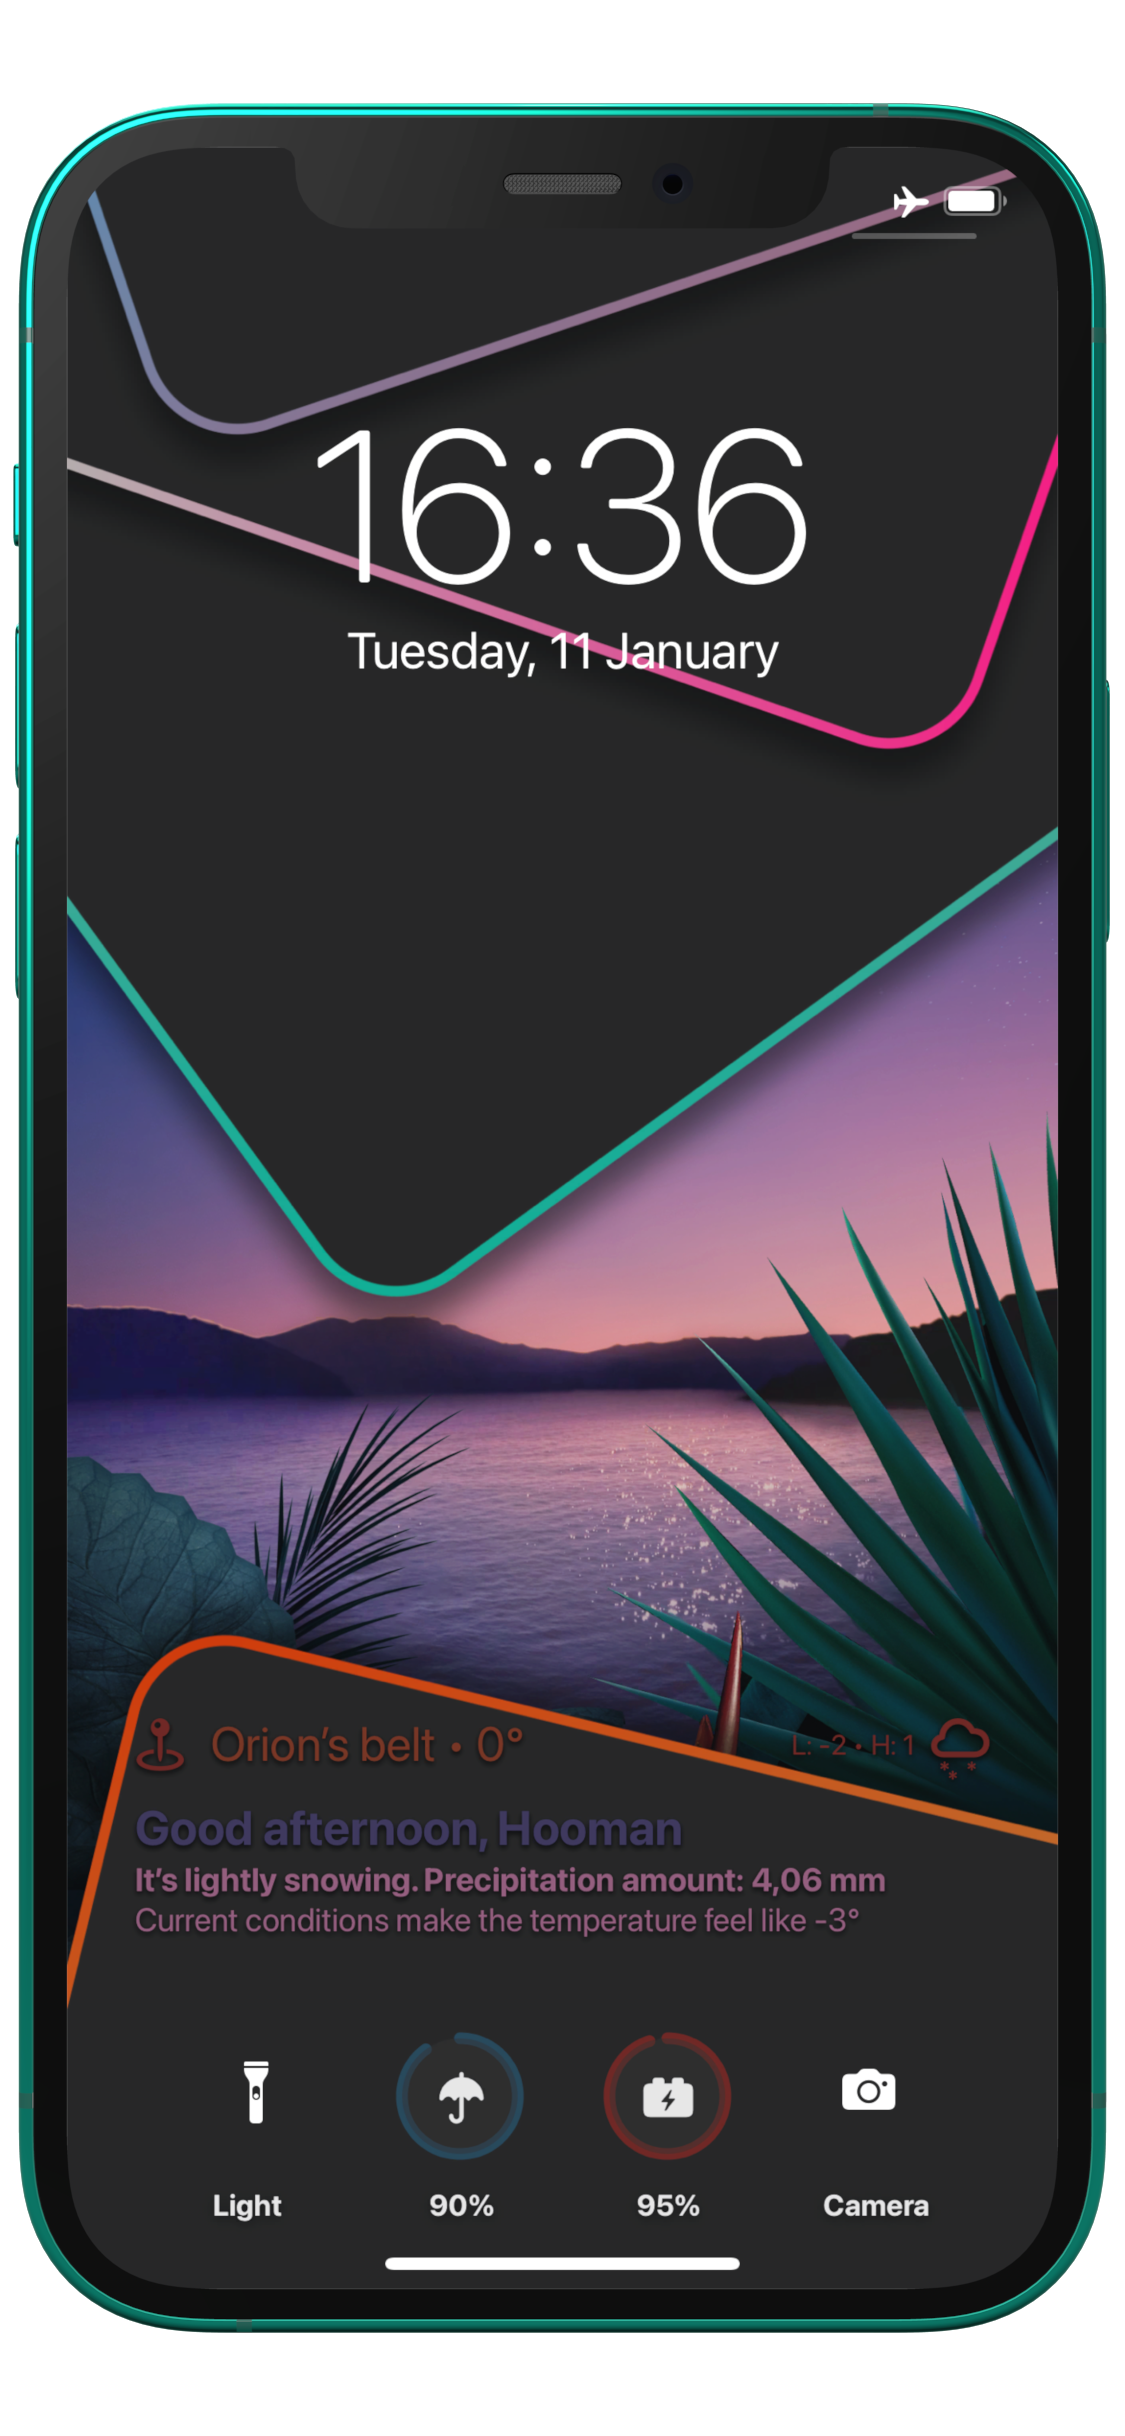 16:36
Tuesday, 11 January
Orion's belt • 0° L: -2 • H: 1
Good afternoon, Hooman
It's lightly snowing. Precipitation amount: 4,06 mm
Current conditions make the temperature feel like -3°
Light 90% 95% Camera